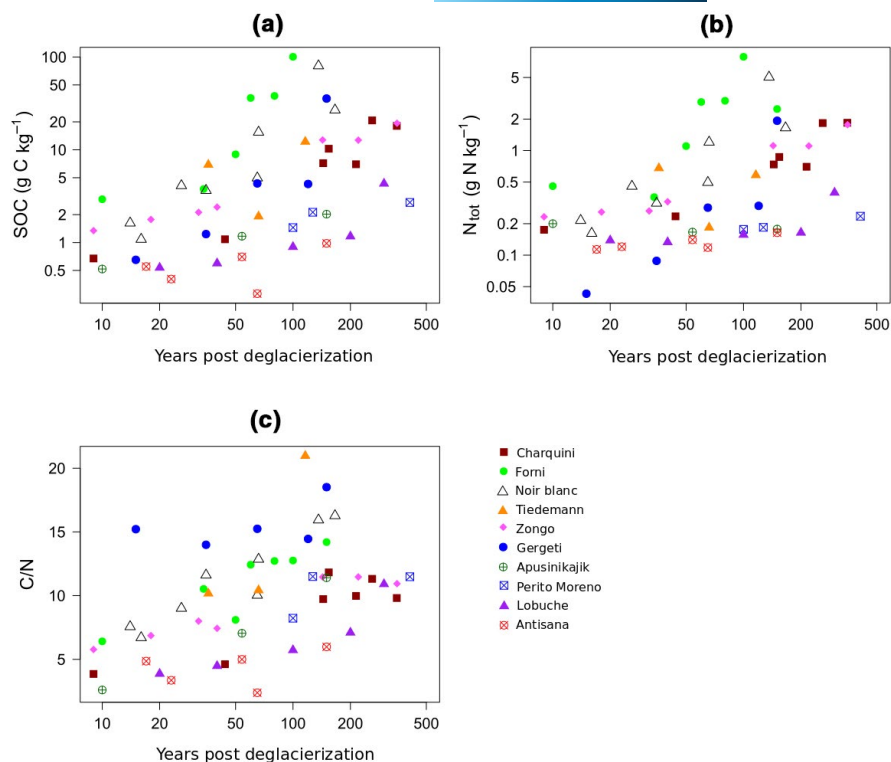 (a)
100
50
20
10
5
2
1
0.5
SOC (g C kg⁻¹)
10 20 50 100 200 500
Years post deglacierization
(b)
5
2
1
0.5
0.2
0.1
0.05
Ntot (g N kg⁻¹)
10 20 50 100 200 500
Years post deglacierization
(c)
20
15
10
5
C/N
10 20 50 100 200 500
Years post deglacierization
Charquini
Forni
Noir blanc
Tiedemann
Zongo
Gergeti
Apusinikajik
Perito Moreno
Lobuche
Antisana